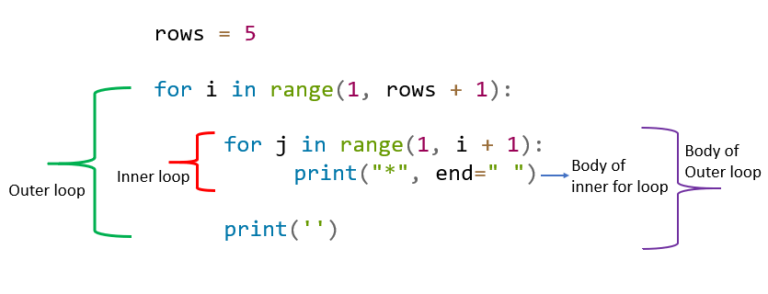 rows = 5
for i in range(1, rows + 1):
for j in range(1, i + 1):
print("*", end=" ")
print('')
Outer loop
Inner loop
Body of
inner for loop
Body of
Outer loop